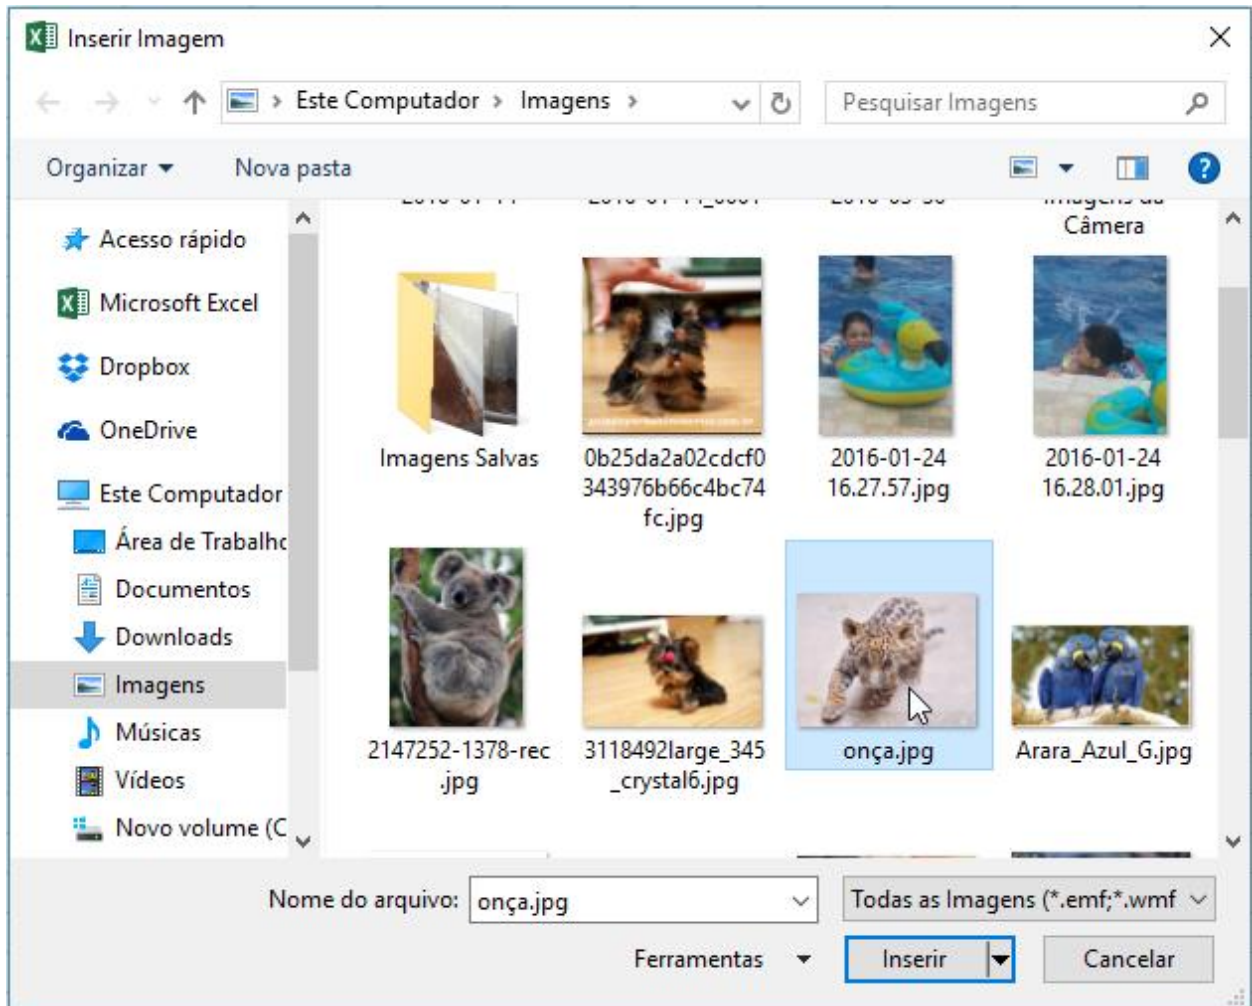 Inserir Imagem
Este Computador > Imagens >
Pesquisar Imagens
Organizar
Nova pasta
Câmera
Acesso rápido
Microsoft Excel
Dropbox
OneDrive
Este Computador
Área de Trabalho
Documentos
Downloads
Imagens
Músicas
Vídeos
Novo volume (C
Imagens Salvas
0b25da2a02cdcf0
343976b66c4bc74
fc.jpg
2016-01-24
16.27.57.jpg
2016-01-24
16.28.01.jpg
2147252-1378-rec
.jpg
3118492large_345
_crystal6.jpg
onça.jpg
Arara_Azul_G.jpg
Nome do arquivo: onça.jpg
Todas as Imagens (*.emf;*.wmf
Ferramentas
Inserir
Cancelar